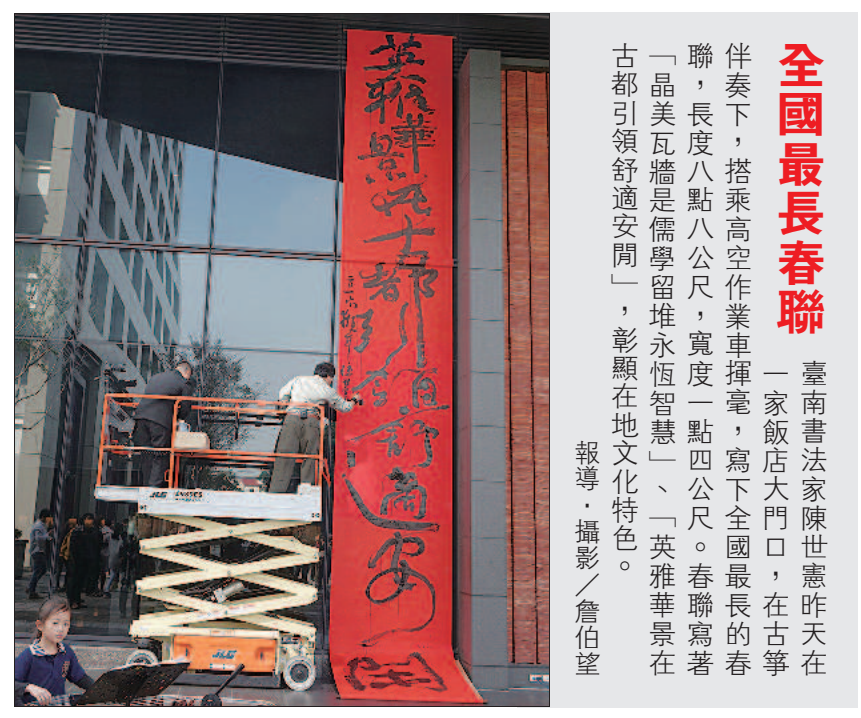 全國最長春聯
臺南書法家陳世憲昨天在
一家飯店大門口，在古箏
伴奏下，搭乘高空作業車揮毫，寫下全國最長的春
聯，長度八點八公尺，寬度一點四公尺。春聯寫著
「晶美瓦牆是儒學留堆永恆智慧」、「英雅華景在
古都引領舒適安閒」，彰顯在地文化特色。
報導．攝影／詹伯望
英雅華景在古都引領舒適安閒
JLG
JLG